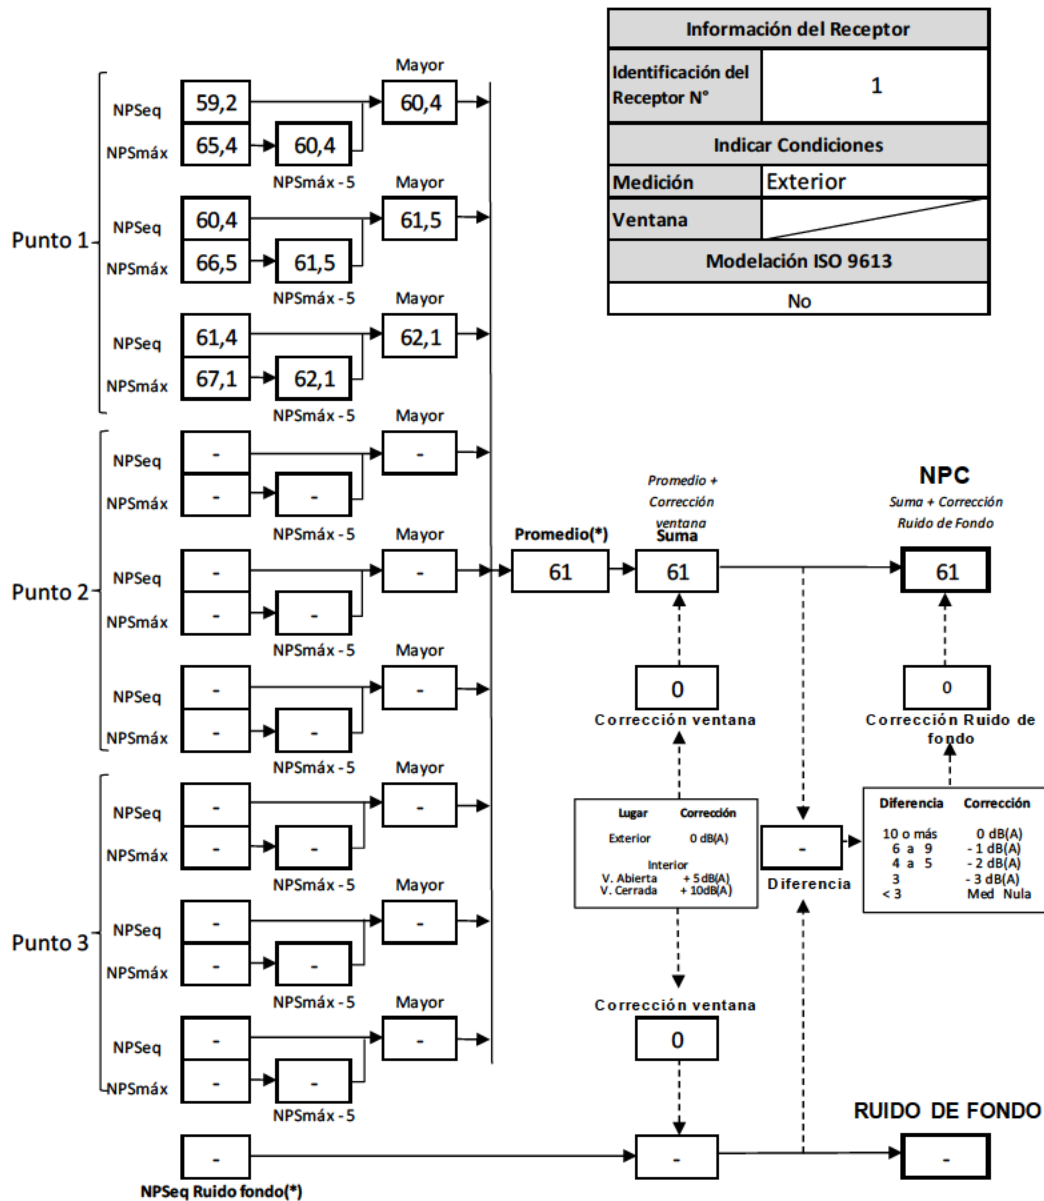 Información del Receptor
Identificación del
Receptor N°
1
Indicar Condiciones
Medición Exterior
Ventana
Modelación ISO 9613
No
Punto 1
Mayor
NPSeq 59,2 60,4
NPSmáx 65,4 60,4
NPSmáx - 5
Mayor
NPSeq 60,4 61,5
NPSmáx 66,5 61,5
NPSmáx - 5
Mayor
NPSeq 61,4 62,1
NPSmáx 67,1 62,1
NPSmáx - 5
Punto 2
Mayor
NPSeq - -
NPSmáx - -
NPSmáx - 5
Mayor
NPSeq - -
NPSmáx - -
NPSmáx - 5
Mayor
NPSeq - -
NPSmáx - -
NPSmáx - 5
Punto 3
Mayor
NPSeq - -
NPSmáx - -
NPSmáx - 5
Mayor
NPSeq - -
NPSmáx - -
NPSmáx - 5
Mayor
NPSeq - -
NPSmáx - -
NPSmáx - 5
Promedio(*)
61
Promedio +
Corrección
ventana
Suma
61
NPC
Suma + Corrección
Ruido de Fondo
61
0
Corrección ventana
0
Corrección Ruido de
fondo
Lugar Corrección
Exterior 0 dB(A)
Interior
V. Abierta + 5 dB(A)
V. Cerrada + 10dB(A)
-
Diferencia
Diferencia Corrección
10 o más 0 dB(A)
6 a 9 - 1 dB(A)
4 a 5 - 2 dB(A)
3 - 3 dB(A)
< 3 Med Nula
Corrección ventana
0
RUIDO DE FONDO
- - -
NPSeq Ruido fondo(*)